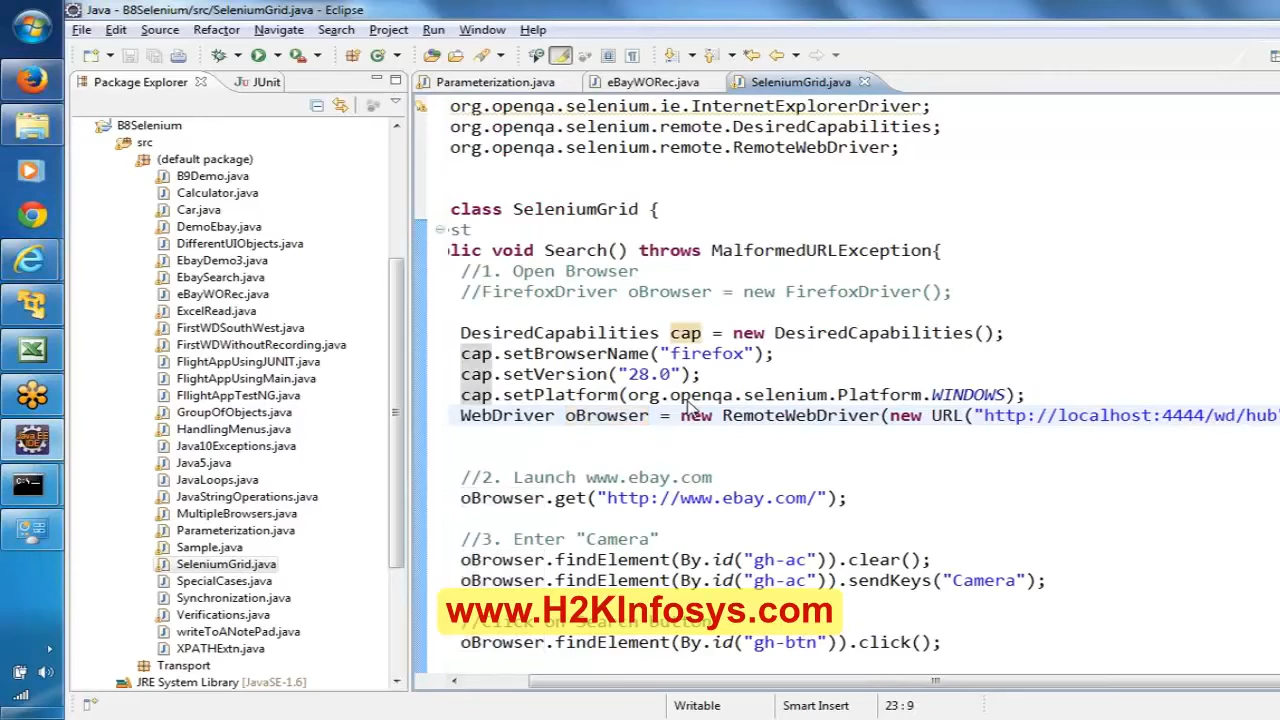 Java - B8Selenium/src/SeleniumGrid.java - Eclipse
File Edit Source Refactor Navigate Search Project Run Window Help
Package Explorer JUnit Parameterization.java eBayWORec.java SeleniumGrid.java
B8Selenium
src
(default package)
B9Demo.java
Calculator.java
Car.java
DemoEbay.java
DifferentUIObjects.java
EbayDemo3.java
EbaySearch.java
eBayWORec.java
ExcelRead.java
FirstWDSouthWest.java
FirstWDWithoutRecording.java
FlightAppUsingJUNIT.java
FlightAppUsingMain.java
FllightAppTestNG.java
GroupOfObjects.java
HandlingMenus.java
Java10Exceptions.java
Java5.java
JavaLoops.java
JavaStringOperations.java
MultipleBrowsers.java
Parameterization.java
Sample.java
SeleniumGrid.java
SpecialCases.java
Synchronization.java
Verifications.java
writeToANotePad.java
XPATHExtn.java
Transport
JRE System Library [JavaSE-1.6]
org.openqa.selenium.ie.InternetExplorerDriver;
org.openqa.selenium.remote.DesiredCapabilities;
org.openqa.selenium.remote.RemoteWebDriver;
class SeleniumGrid {
st
lic void Search() throws MalformedURLException{
//1. Open Browser
//FirefoxDriver oBrowser = new FirefoxDriver();
DesiredCapabilities cap = new DesiredCapabilities();
cap.setBrowserName("firefox");
cap.setVersion("28.0");
cap.setPlatform(org.openqa.selenium.Platform.WINDOWS);
WebDriver oBrowser = new RemoteWebDriver(new URL("http://localhost:4444/wd/hub"
//2. Launch www.ebay.com
oBrowser.get("http://www.ebay.com/");
//3. Enter "Camera"
oBrowser.findElement(By.id("gh-ac")).clear();
oBrowser.findElement(By.id("gh-ac")).sendKeys("Camera");
www.H2KInfosys.com
//Click on Search Button
oBrowser.findElement(By.id("gh-btn")).click();
Writable Smart Insert 23 : 9